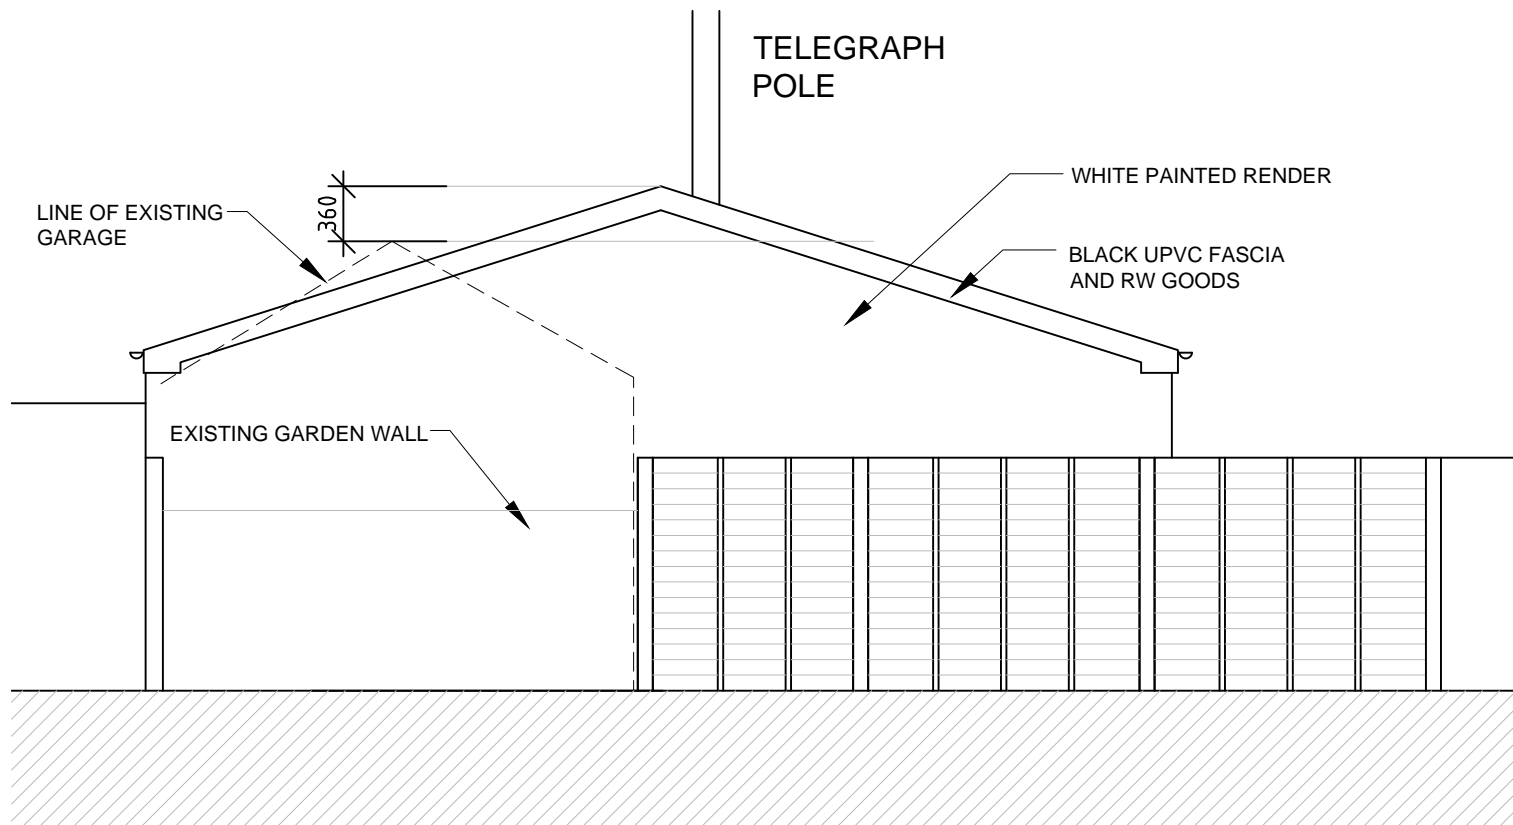 TELEGRAPH
POLE
WHITE PAINTED RENDER
360
LINE OF EXISTING
GARAGE
BLACK UPVC FASCIA
AND RW GOODS
EXISTING GARDEN WALL